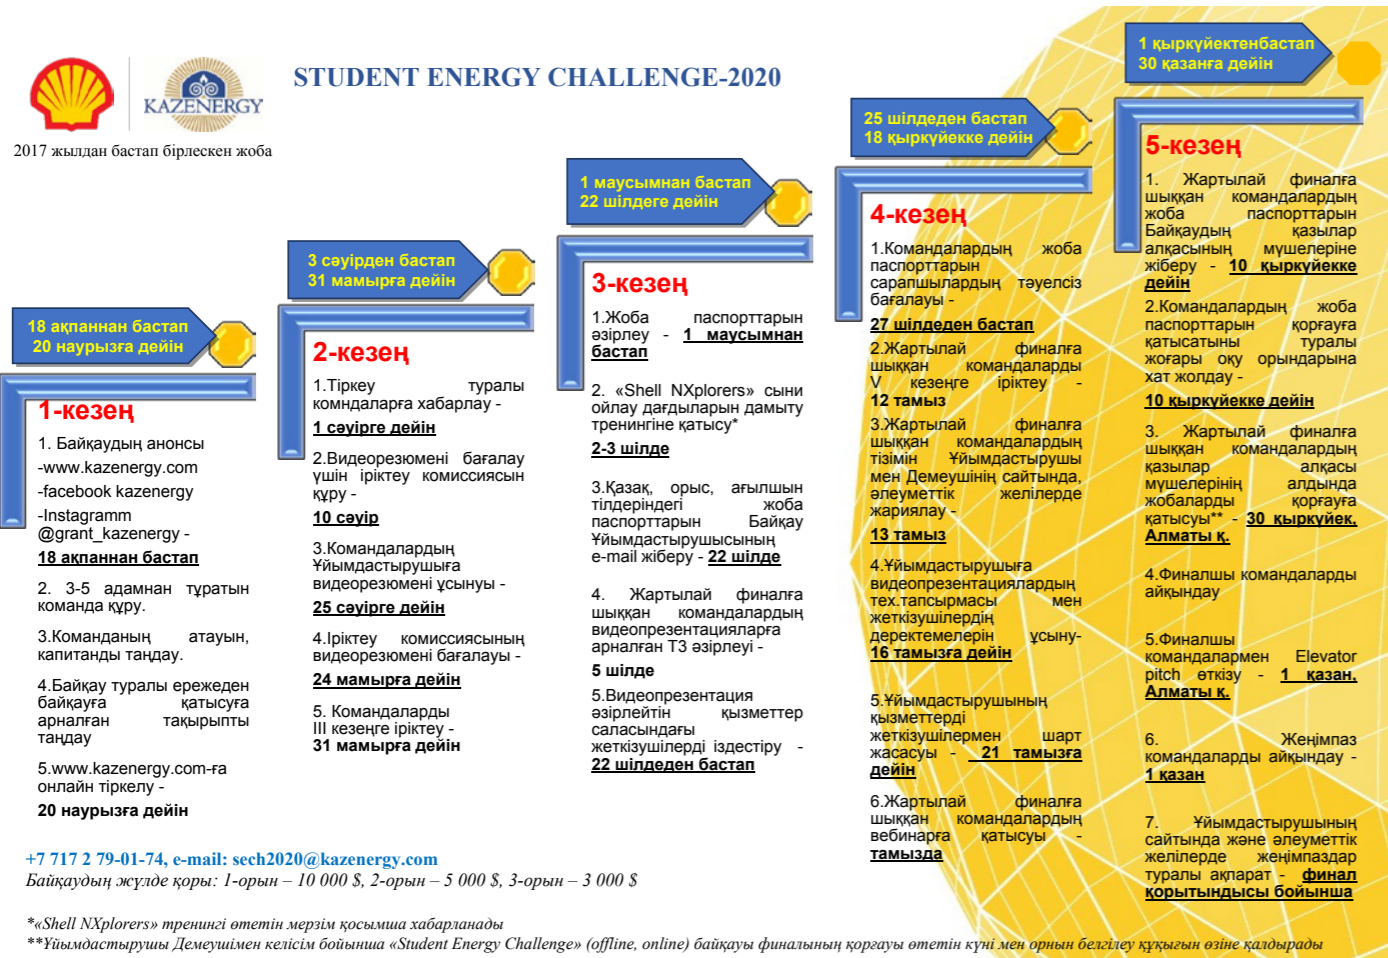 KAZENERGY
2017 жылдан бастап бірлескен жоба
STUDENT ENERGY CHALLENGE-2020
18 ақпаннан бастап
20 наурызға дейін
1-кезең
1. Байқаудың анонсы
-www.kazenergy.com
-facebook kazenergy
-Instagramm
@grant_kazenergy -
18 ақпаннан бастап
2. 3-5 адамнан тұратын
команда құру.
3.Команданың атауын,
капитанды таңдау.
4.Байқау туралы ережеден
байқауға қатысуға
арналған тақырыпты
таңдау
5.www.kazenergy.com-ға
онлайн тіркелу -
20 наурызға дейін
3 сәуірден бастап
31 мамырға дейін
2-кезең
1.Тіркеу туралы
комндаларға хабарлау -
1 сәуірге дейін
2.Видеорезюмені бағалау
үшін іріктеу комиссиясын
құру -
10 сәуір
3.Командалардың
Ұйымдастырушыға
видеорезюмені ұсынуы -
25 сәуірге дейін
4.Іріктеу комиссиясының
видеорезюмені бағалауы -
24 мамырға дейін
5. Командаларды
III кезеңге іріктеу -
31 мамырға дейін
1 маусымнан бастап
22 шілдеге дейін
3-кезең
1.Жоба паспорттарын
әзірлеу - 1 маусымнан
бастап
2. «Shell NXplorers» сыни
ойлау дағдыларын дамыту
тренингіне қатысу*
2-3 шілде
3.Қазақ, орыс, ағылшын
тілдеріндегі жоба
паспорттарын Байқау
Ұйымдастырушысының
e-mail жіберу - 22 шілде
4. Жартылай финалға
шыққан командалардың
видеопрезентацияларға
арналған ТЗ әзірлеуі -
5 шілде
5.Видеопрезентация
әзірлейтін қызметтер
саласындағы
жеткізушілерді іздестіру -
22 шілдеден бастап
25 шілдеден бастап
18 қыркүйекке дейін
4-кезең
1.Командалардың жоба
паспорттарын
сарапшылардың тәуелсіз
бағалауы -
27 шілдеден бастап
2.Жартылай финалға
шыққан командаларды
V кезеңге іріктеу -
12 тамыз
3.Жартылай финалға
шыққан командалардың
тізімін Ұйымдастырушы
мен Демеушінің сайтында,
әлеуметтік желілерде
жариялау -
13 тамыз
4.Ұйымдастырушыға
видеопрезентациялардың
тех.тапсырмасы мен
жеткізушілердің
деректемелерін ұсыну-
16 тамызға дейін
5.Ұйымдастырушының
қызметтерді
жеткізушілермен шарт
жасасуы - 21 тамызға
дейін
6.Жартылай финалға
шыққан командалардың
вебинарға қатысуы -
тамызда
1 қыркүйектенбастап
30 қазанға дейін
5-кезең
1. Жартылай финалға
шыққан командалардың
жоба паспорттарын
Байқаудың қазылар
алқасының мүшелеріне
жіберу - 10 қыркүйекке
дейін
2.Командалардың жоба
паспорттарын қорғауға
қатысатыны туралы
жоғары оқу орындарына
хат жолдау -
10 қыркүйекке дейін
3. Жартылай финалға
шыққан командалардың
қазылар алқасы
мүшелерінің алдында
жобаларды қорғауға
қатысуы** - 30 қыркүйек,
Алматы қ.
4.Финалшы командаларды
айқындау
5.Финалшы
командалармен Elevator
pitch өткізу - 1 қазан,
Алматы қ.
6. Жеңімпаз
командаларды айқындау -
1 қазан
7. Ұйымдастырушының
сайтында және әлеуметтік
желілерде жеңімпаздар
туралы ақпарат - финал
қорытындысы бойынша
+7 717 2 79-01-74, e-mail: sech2020@kazenergy.com
Байқаудың жүлде қоры: 1-орын – 10 000 $, 2-орын – 5 000 $, 3-орын – 3 000 $
*«Shell NXplorers» тренингі өтетін мерзім қосымша хабарланады
**Ұйымдастырушы Демеушімен келісім бойынша «Student Energy Challenge» (offline, online) байқауы финалының қорғауы өтетін күні мен орнын белгілеу құқығын өзіне қалдырады